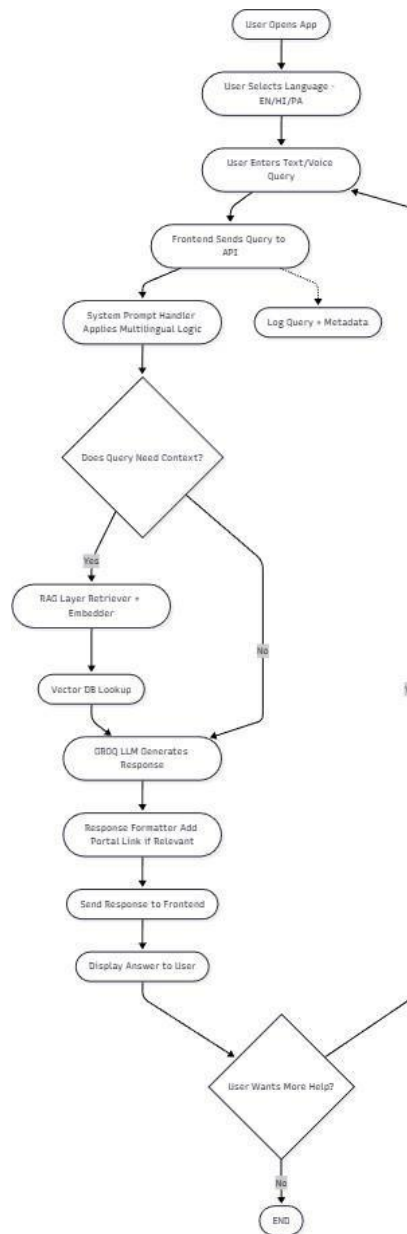 User Opens App
User Selects Language -
EN/HI/PA
User Enters Text/Voice
Query
Frontend Sends Query to
API
System Prompt Handler
Applies Multilingual Logic
Log Query + Metadata
Does Query Need Context?
Yes
RAG Layer Retriever +
Embedder
No
Vector DB Lookup
GROQ LLM Generates
Response
Response Formatter Add
Portal Link if Relevant
Send Response to Frontend
Display Answer to User
User Wants More Help?
No
END